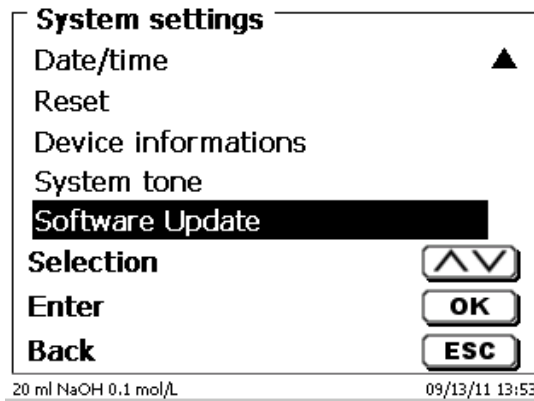 System settings
Date/time
Reset
Device informations
System tone
Software Update
Selection
Enter OK
Back ESC
20 ml NaOH 0.1 mol/L 09/13/11 13:53